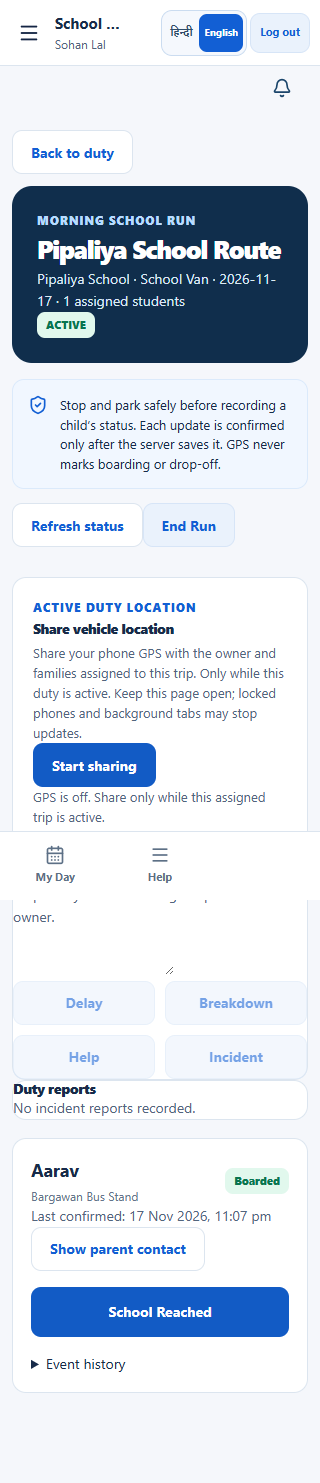 School ...
Sohan Lal
हिन्दी
English
Log out
Back to duty
MORNING SCHOOL RUN
Pipaliya School Route
Pipaliya School · School Van · 2026-11-
17 · 1 assigned students
ACTIVE
Stop and park safely before recording a
child's status. Each update is confirmed
only after the server saves it. GPS never
marks boarding or drop-off.
Refresh status
End Run
ACTIVE DUTY LOCATION
Share vehicle location
Share your phone GPS with the owner and
families assigned to this trip. Only while this
duty is active. Keep this page open; locked
phones and background tabs may stop
updates.
Start sharing
GPS is off. Share only while this assigned
trip is active.
My Day
Help
owner.
Delay
Breakdown
Help
Incident
Duty reports
No incident reports recorded.
Aarav
Bargawan Bus Stand
Boarded
Last confirmed: 17 Nov 2026, 11:07 pm
Show parent contact
School Reached
Event history